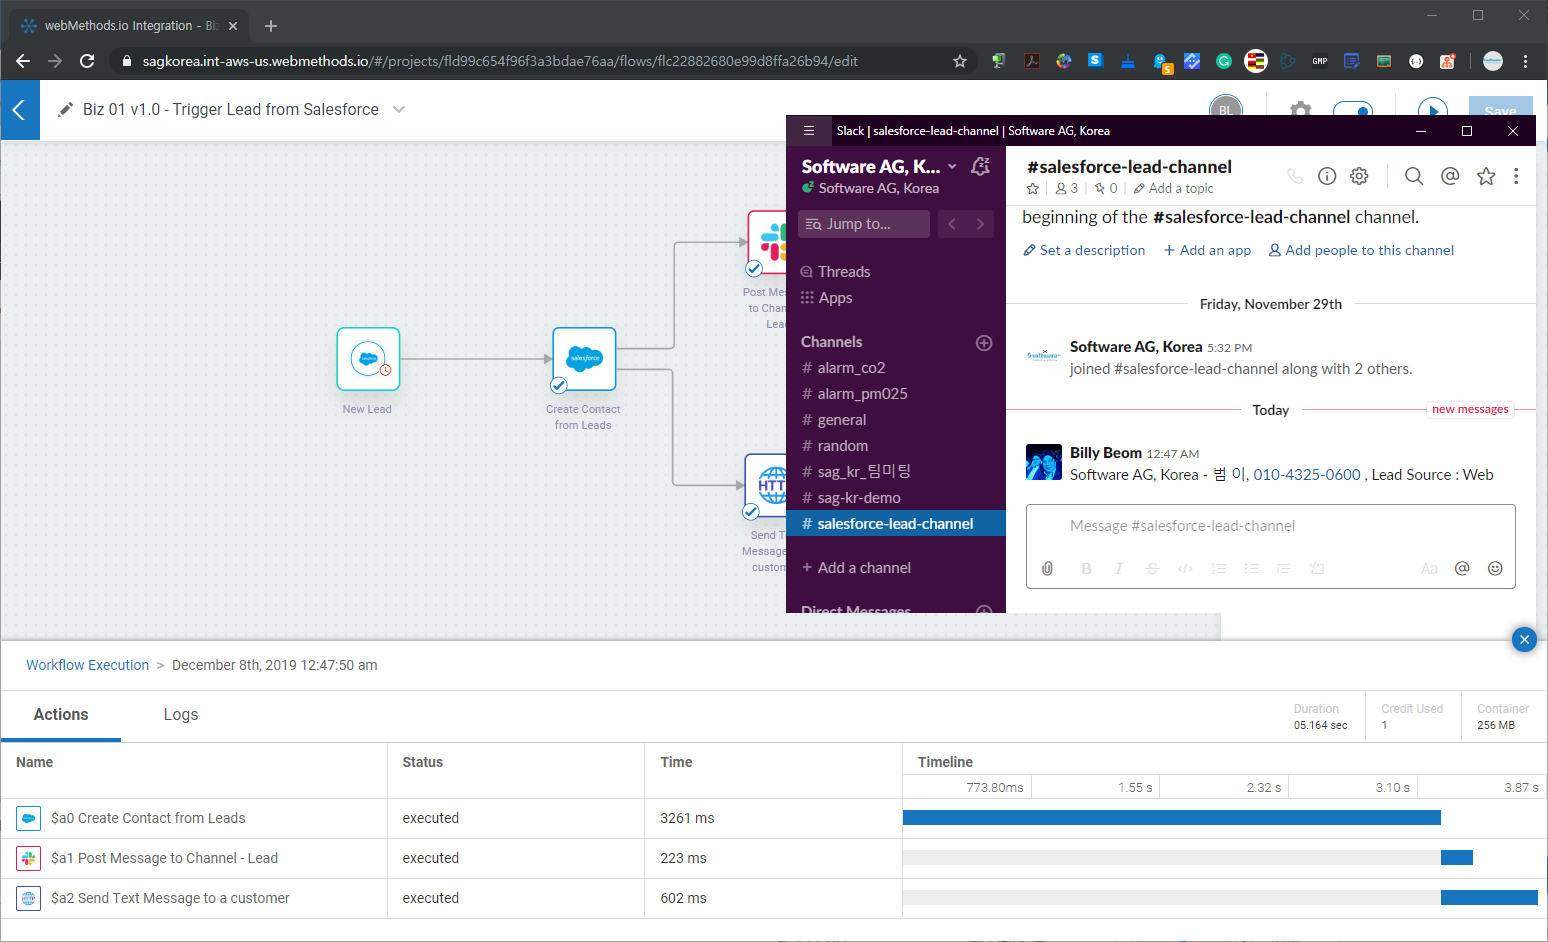 webMethods.io Integration - Biz
sagkorea.int-aws-us.webmethods.io/#/projects/fld99c654f96f3a3bdae76aa/flows/flc22882680e99d8ffa26b94/edit
5
GMP
Biz 01 v1.0 - Trigger Lead from Salesforce
BL
Save
Slack | salesforce-lead-channel | Software AG, Korea
Software AG, K...
Software AG, Korea
Jump to...
Threads
Apps
Channels
# alarm_co2
# alarm_pm025
# general
# random
# sag_kr_팀미팅
# sag-kr-demo
# salesforce-lead-channel
+ Add a channel
Direct Messages
#salesforce-lead-channel
3
0
Add a topic
beginning of the #salesforce-lead-channel channel.
Set a description
+ Add an app
Add people to this channel
Friday, November 29th
Software AG, Korea 5:32 PM
joined #salesforce-lead-channel along with 2 others.
Today
new messages
Billy Beom 12:47 AM
Software AG, Korea - 범 이, 010-4325-0600 , Lead Source : Web
Message #salesforce-lead-channel
B I S </> Aa @
salesforce
New Lead
Create Contact
from Leads
Post Mes
to Chan
Lead
HTT
Send T
Message
custom
Workflow Execution > December 8th, 2019 12:47:50 am
Actions
Logs
Duration
05.164 sec
Credit Used
1
Container
256 MB
Name Status Time Timeline
773.80ms 1.55 s 2.32 s 3.10 s 3.87 s
$a0 Create Contact from Leads executed 3261 ms
$a1 Post Message to Channel - Lead executed 223 ms
HTTP $a2 Send Text Message to a customer executed 602 ms